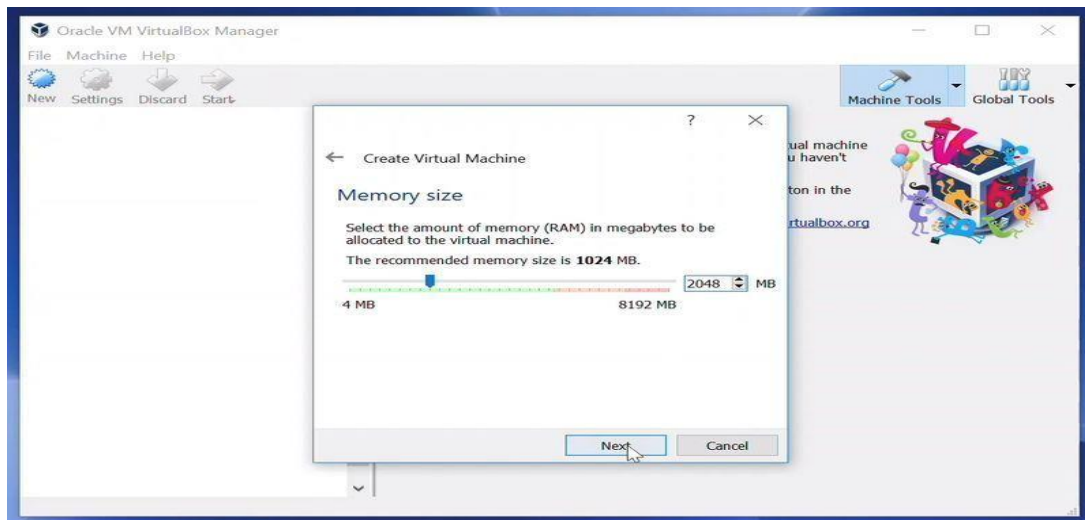 Oracle VM VirtualBox Manager
File Machine Help
New Settings Discard Start
Machine Tools Global Tools
?
Create Virtual Machine
ual machine
u haven't
ton in the
rtualbox.org
Memory size
Select the amount of memory (RAM) in megabytes to be
allocated to the virtual machine.
The recommended memory size is 1024 MB.
2048 MB
4 MB 8192 MB
Next Cancel